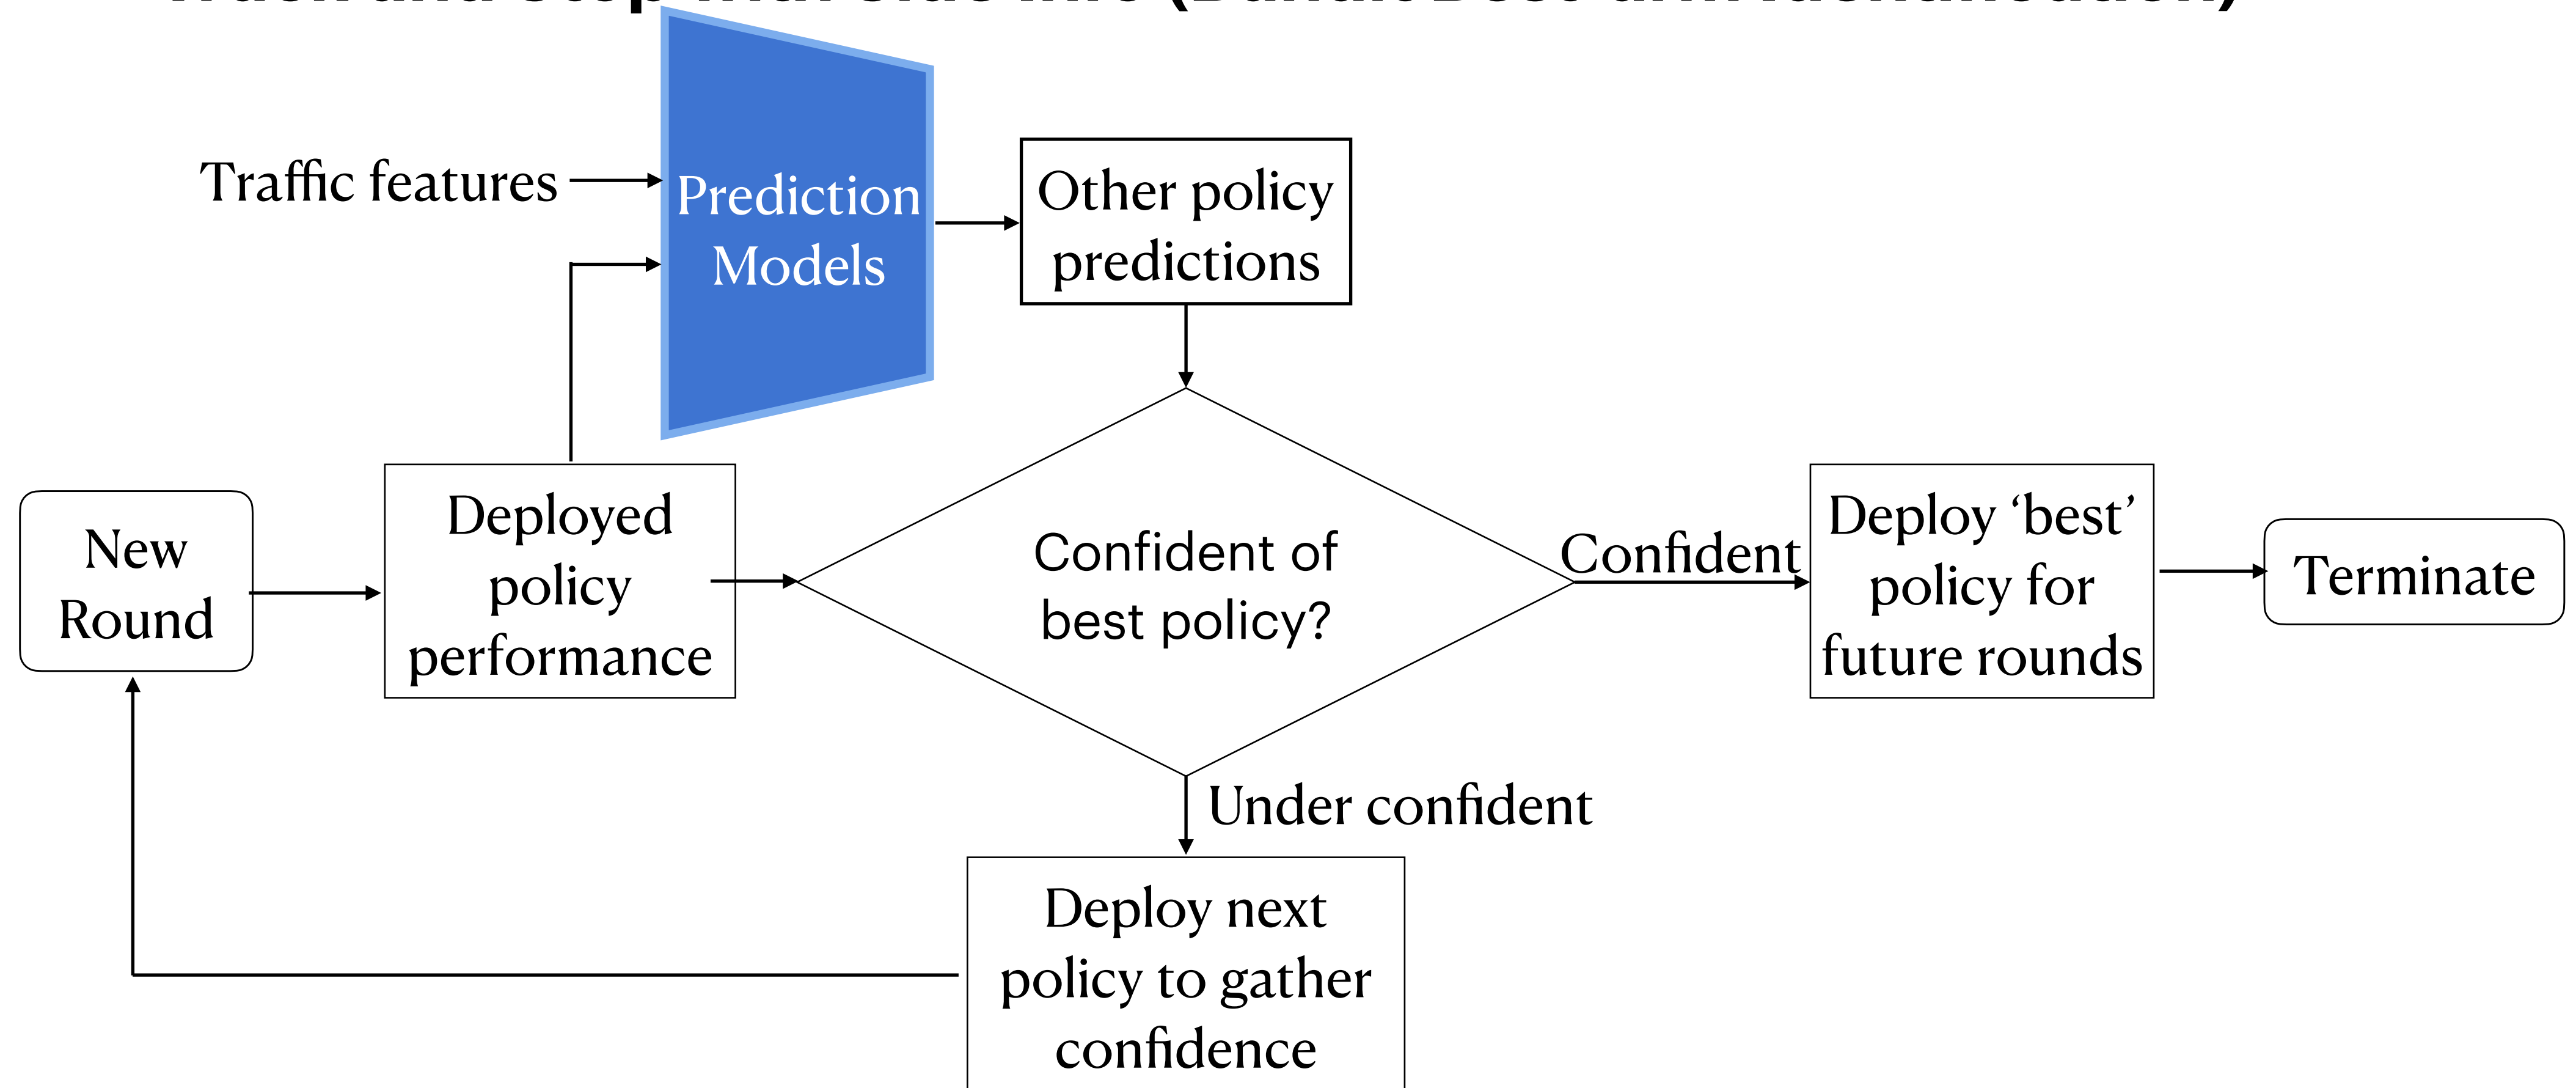 Traffic features
Prediction
Models
Other policy
predictions
New
Round
Deployed
policy
performance
Confident of
best policy?
Confident
Deploy ‘best’
policy for
future rounds
Terminate
Under confident
Deploy next
policy to gather
confidence